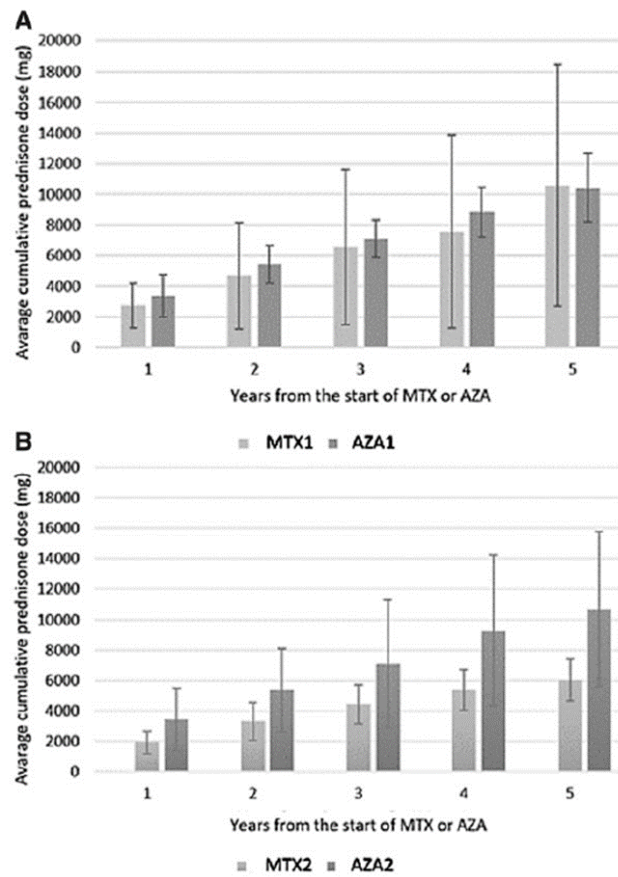 A
20000
18000
16000
14000
12000
10000
8000
6000
4000
2000
0
Avarage cumulative prednisone dose (mg)
1 2 3 4 5
Years from the start of MTX or AZA
MTX1 AZA1
B
20000
18000
16000
14000
12000
10000
8000
6000
4000
2000
0
Avarage cumulative prednisone dose (mg)
1 2 3 4 5
Years from the start of MTX or AZA
MTX2 AZA2